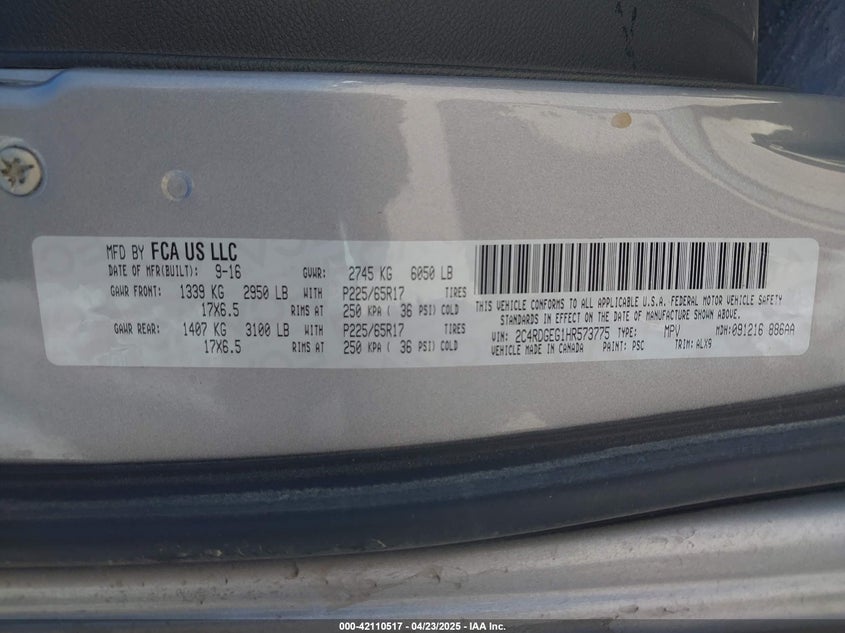 MFD BY FCA US LLC
DATE OF MFR(BUILT): 9-16 GVWR: 2745 KG 6050 LB
GAWR FRONT: 1339 KG 2950 LB WITH P225/65R17 TIRES
17X6.5 RIMS AT 250 KPA ( 36 PSI) COLD
GAWR REAR: 1407 KG 3100 LB WITH P225/65R17 TIRES
17X6.5 RIMS AT 250 KPA ( 36 PSI) COLD
THIS VEHICLE CONFORMS TO ALL APPLICABLE U.S.A. FEDERAL MOTOR VEHICLE SAFETY
STANDARDS IN EFFECT ON THE DATE OF MANUFACTURE SHOWN ABOVE.
VIN: 2C4RDGEG1HR573775 TYPE: MPV MDH:091216 886AA
VEHICLE MADE IN CANADA PAINT: PSC TRIM: ALX9
000-42110517 | 04/23/2025 - IAA Inc.